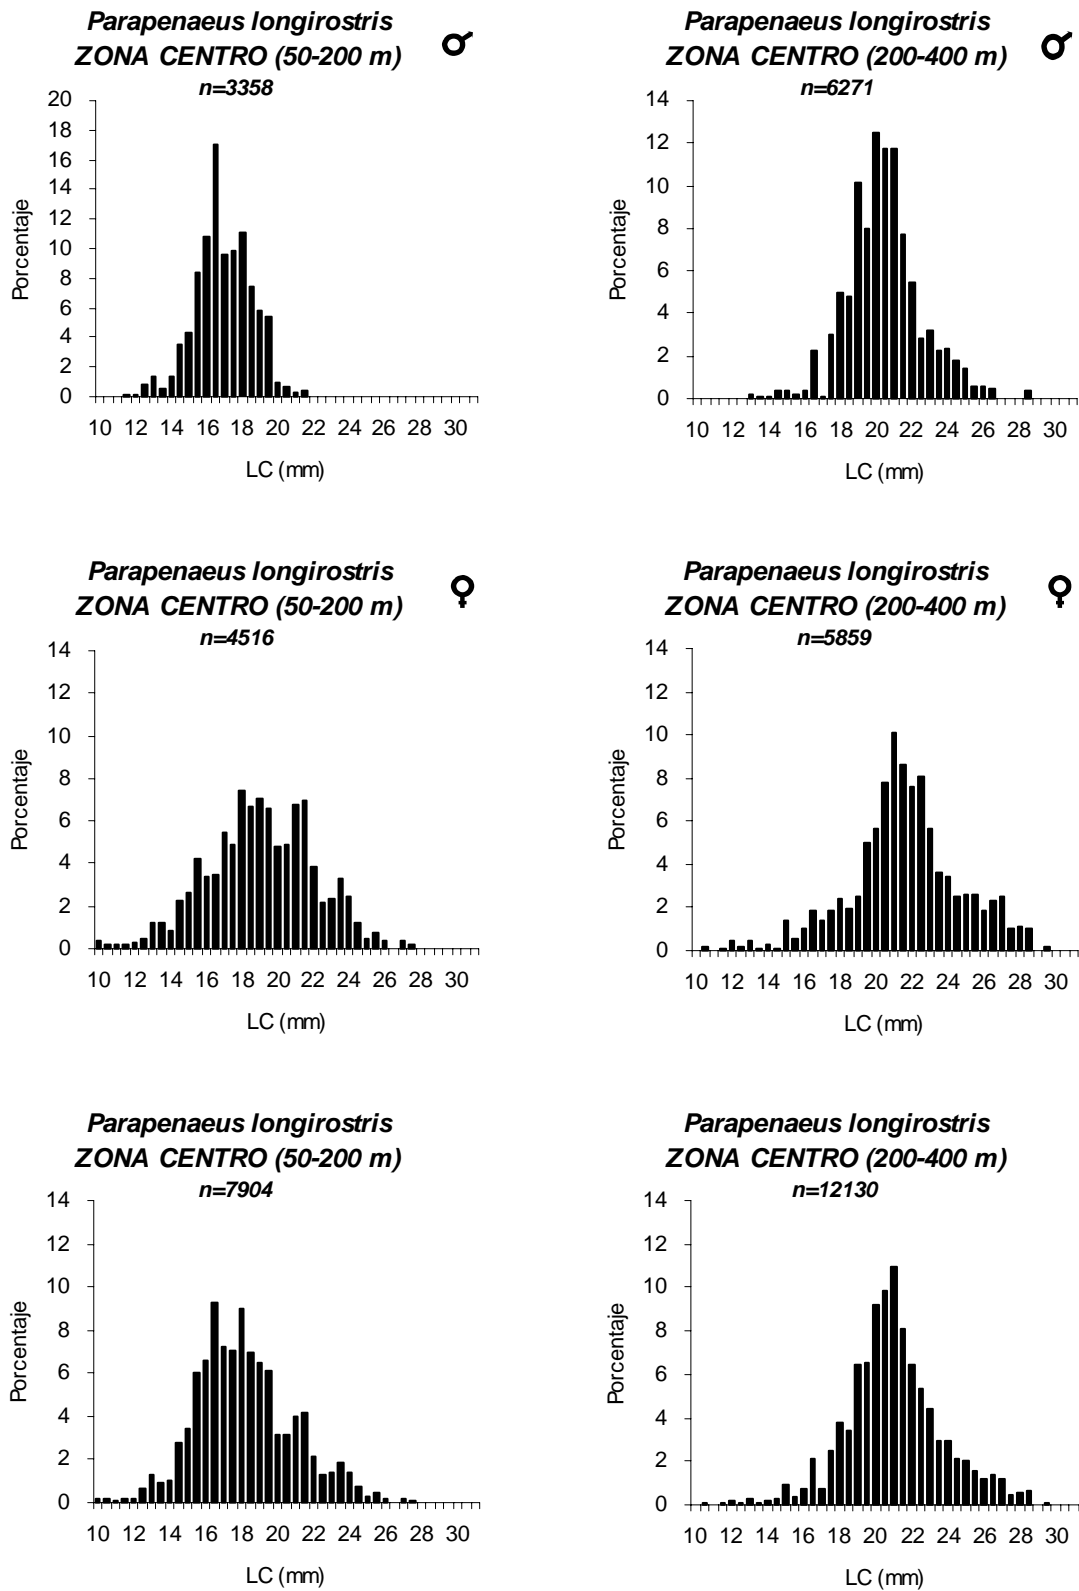 Parapenaeus longirostris
ZONA CENTRO (50-200 m) ♂
n=3358
20
18
16
14
12
10
8
6
4
2
0
Porcentaje
10 12 14 16 18 20 22 24 26 28 30
LC (mm)
Parapenaeus longirostris
ZONA CENTRO (200-400 m) ♂
n=6271
14
12
10
8
6
4
2
0
Porcentaje
10 12 14 16 18 20 22 24 26 28 30
LC (mm)
Parapenaeus longirostris
ZONA CENTRO (50-200 m) ♀
n=4516
14
12
10
8
6
4
2
0
Porcentaje
10 12 14 16 18 20 22 24 26 28 30
LC (mm)
Parapenaeus longirostris
ZONA CENTRO (200-400 m) ♀
n=5859
14
12
10
8
6
4
2
0
Porcentaje
10 12 14 16 18 20 22 24 26 28 30
LC (mm)
Parapenaeus longirostris
ZONA CENTRO (50-200 m)
n=7904
14
12
10
8
6
4
2
0
Porcentaje
10 12 14 16 18 20 22 24 26 28 30
LC (mm)
Parapenaeus longirostris
ZONA CENTRO (200-400 m)
n=12130
14
12
10
8
6
4
2
0
Porcentaje
10 12 14 16 18 20 22 24 26 28 30
LC (mm)